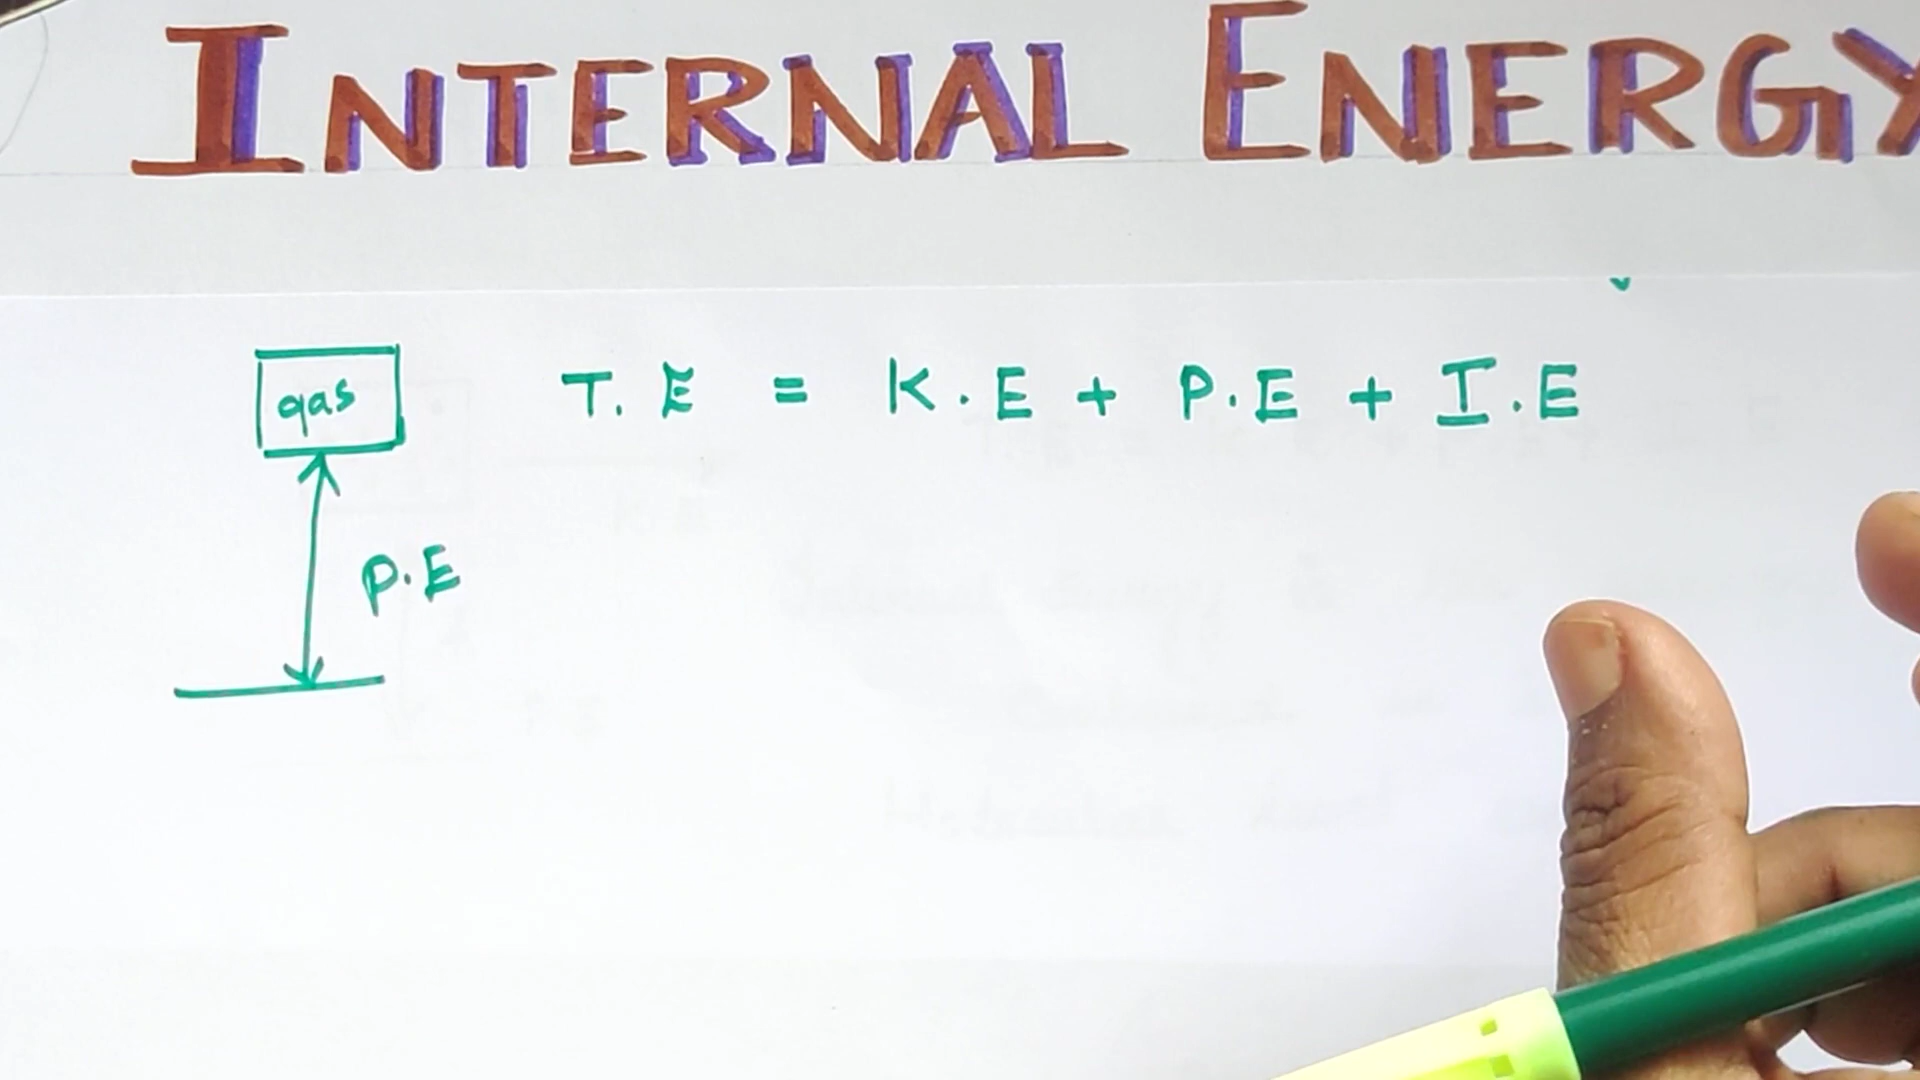 INTERNAL ENERGY
gas
T.E = K.E + P.E + I.E
P.E